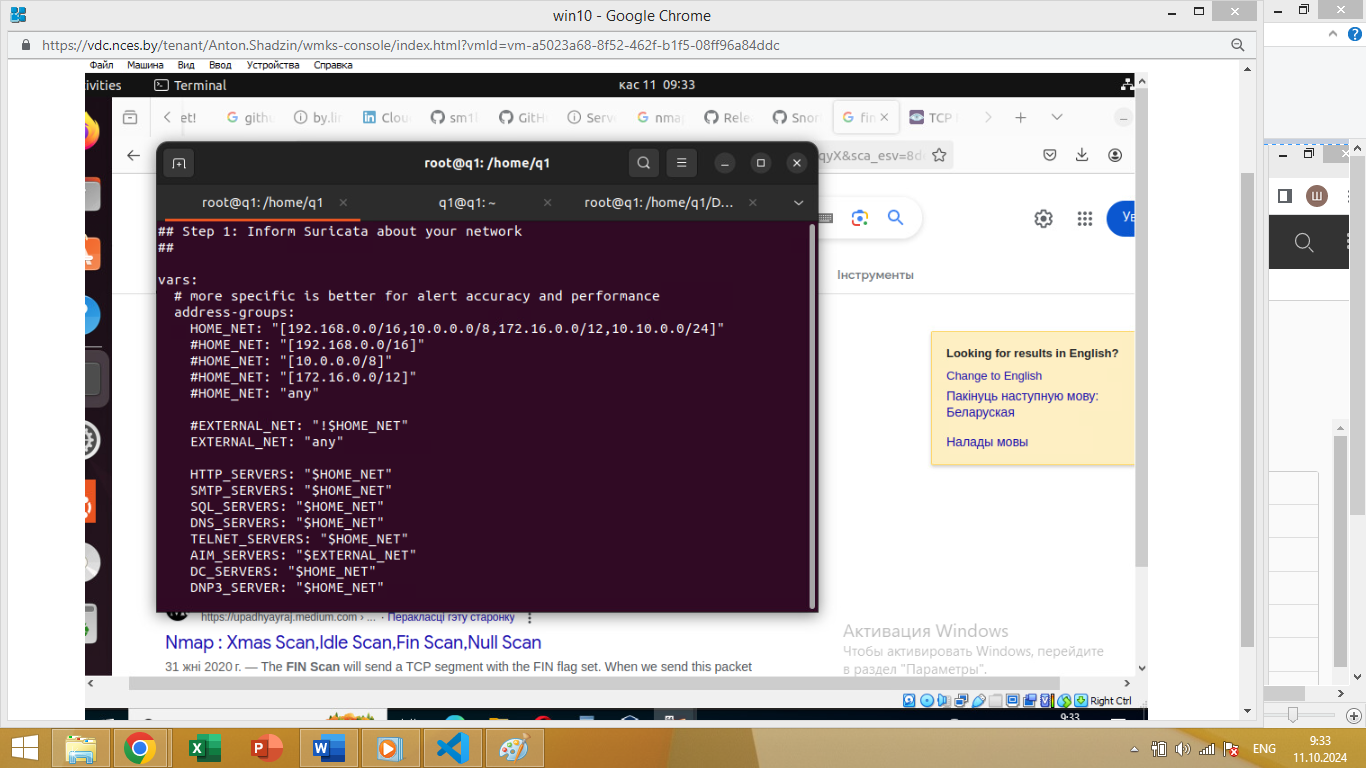 win10 - Google Chrome
https://vdc.nces.by/tenant/Anton.Shadzin/wmks-console/index.html?vmId=vm-a5023a68-8f52-462f-b1f5-08ff96a84ddc
Файл Машина Вид Ввод Устройства Справка
ivities Terminal кас 11 09:33
et! githu by.lin Clou sm1l GitH Serve nmap Rele Snor fin TCP
qyX&sca_esv=8d
root@q1: /home/q1
root@q1: /home/q1 q1@q1: ~ root@q1: /home/q1/D...
Ув
Інструменты
## Step 1: Inform Suricata about your network
##
vars:
# more specific is better for alert accuracy and performance
address-groups:
HOME_NET: "[192.168.0.0/16,10.0.0.0/8,172.16.0.0/12,10.10.0.0/24]"
#HOME_NET: "[192.168.0.0/16]"
#HOME_NET: "[10.0.0.0/8]"
#HOME_NET: "[172.16.0.0/12]"
#HOME_NET: "any"
#EXTERNAL_NET: "!$HOME_NET"
EXTERNAL_NET: "any"
HTTP_SERVERS: "$HOME_NET"
SMTP_SERVERS: "$HOME_NET"
SQL_SERVERS: "$HOME_NET"
DNS_SERVERS: "$HOME_NET"
TELNET_SERVERS: "$HOME_NET"
AIM_SERVERS: "$EXTERNAL_NET"
DC_SERVERS: "$HOME_NET"
DNP3_SERVER: "$HOME_NET"
Looking for results in English?
Change to English
Пакінуць наступную мову:
Беларуская
Налады мовы
https://upadhyayraj.medium.com › ... · Перакласці гэту старонку
Nmap : Xmas Scan,Idle Scan,Fin Scan,Null Scan
31 жні 2020 г. — The FIN Scan will send a TCP segment with the FIN flag set. When we send this packet
Активация Windows
Чтобы активировать Windows, перейдите
в раздел "Параметры".
Right Ctrl
9:33
Ш
ENG
9:33
11.10.2024